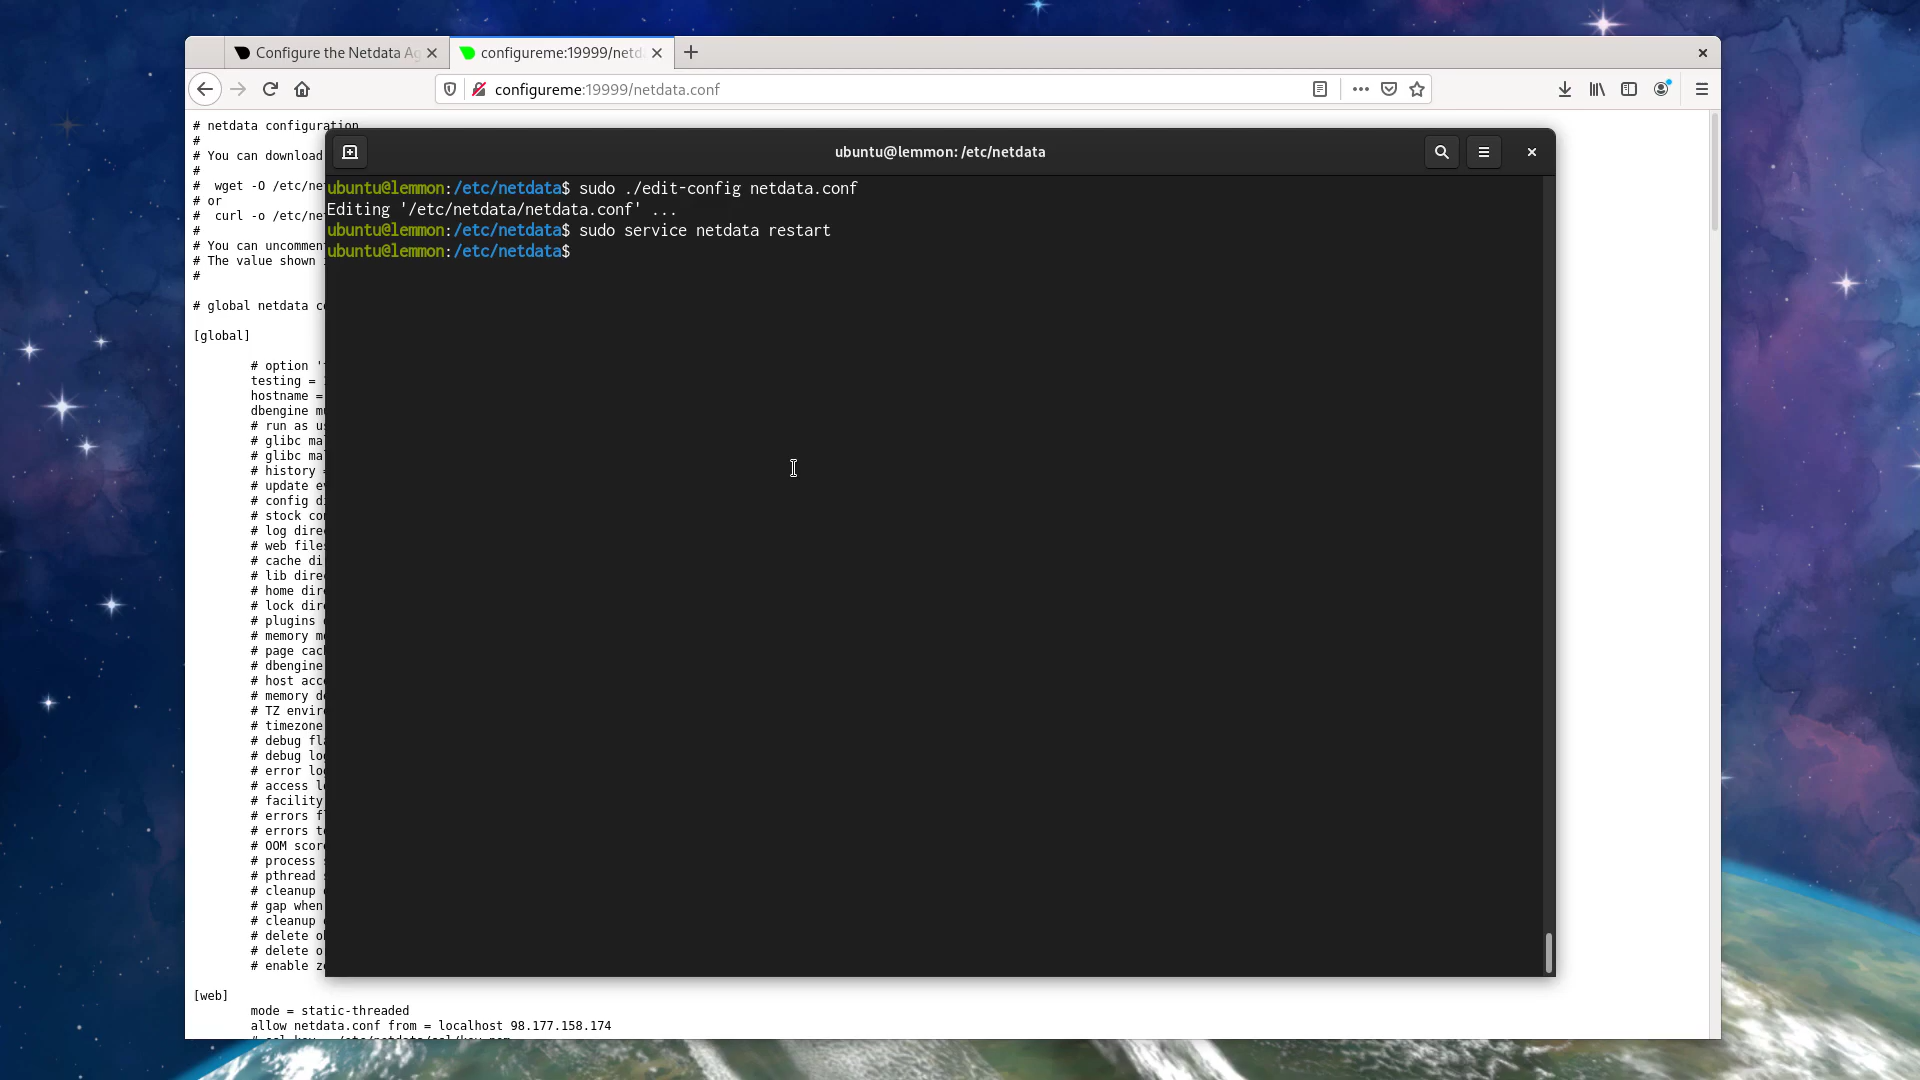 Configure the Netdata Ag
configureme:19999/netd
configureme:19999/netdata.conf
# netdata configuration
#
# You can download
#
# wget -O /etc/ne
# or
# curl -o /etc/ne
#
# You can uncommen
# The value shown
#
# global netdata c
[global]
# option '
testing =
hostname =
dbengine m
# run as u
# glibc ma
# glibc ma
# history =
# update e
# config di
# stock co
# log dire
# web files
# cache di
# lib dire
# home dir
# lock dir
# plugins
# memory m
# page cac
# dbengine
# host acc
# memory d
# TZ envir
# timezone
# debug fl
# debug lo
# error lo
# access l
# facility
# errors f
# errors t
# OOM scor
# process
# pthread
# cleanup
# gap when
# cleanup
# delete o
# delete o
# enable z
[web]
mode = static-threaded
allow netdata.conf from = localhost 98.177.158.174
ubuntu@lemmon: /etc/netdata
ubuntu@lemmon:/etc/netdata$ sudo ./edit-config netdata.conf
Editing '/etc/netdata/netdata.conf' ...
ubuntu@lemmon:/etc/netdata$ sudo service netdata restart
ubuntu@lemmon:/etc/netdata$